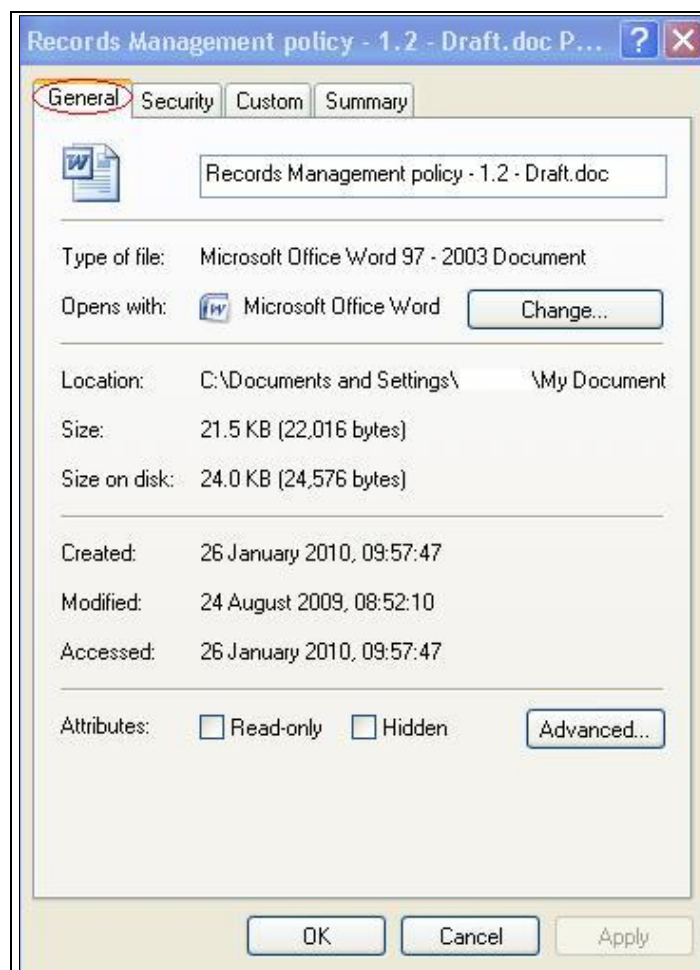 Records Management policy - 1.2 - Draft.doc P... ? X
General Security Custom Summary
W
Records Management policy - 1.2 - Draft.doc
Type of file: Microsoft Office Word 97 - 2003 Document
Opens with: W Microsoft Office Word Change...
Location: C:\Documents and Settings\ \My Document
Size: 21.5 KB (22,016 bytes)
Size on disk: 24.0 KB (24,576 bytes)
Created: 26 January 2010, 09:57:47
Modified: 24 August 2009, 08:52:10
Accessed: 26 January 2010, 09:57:47
Attributes: Read-only Hidden Advanced...
OK Cancel Apply